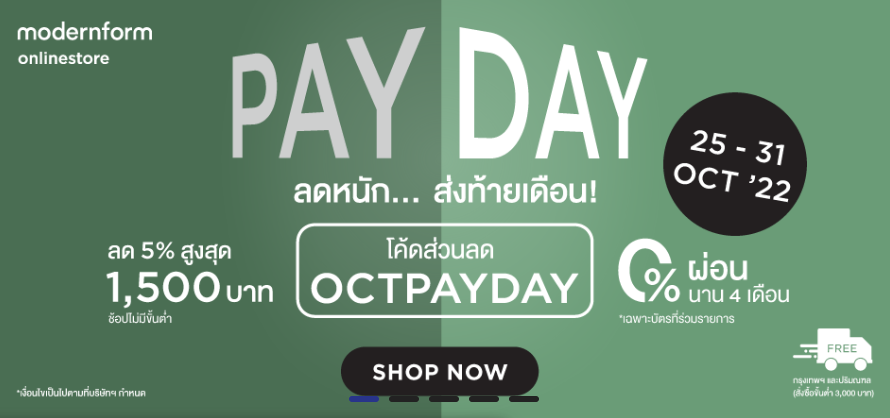 modernform
onlinestore
PAY DAY
25 - 31
OCT '22
ลดหนัก... ส่งท้ายเดือน!
ลด 5% สูงสุด
1,500 บาท
ช้อปไม่มีขั้นต่ำ
โค้ดส่วนลด
OCTPAYDAY
0% ผ่อน
นาน 4 เดือน
*เฉพาะบัตรที่ร่วมรายการ
SHOP NOW
FREE
กรุงเทพฯ และปริมณฑล
(สั่งซื้อขั้นต่ำ 3,000 บาท)
*เงื่อนไขเป็นไปตามที่บริษัทฯ กำหนด